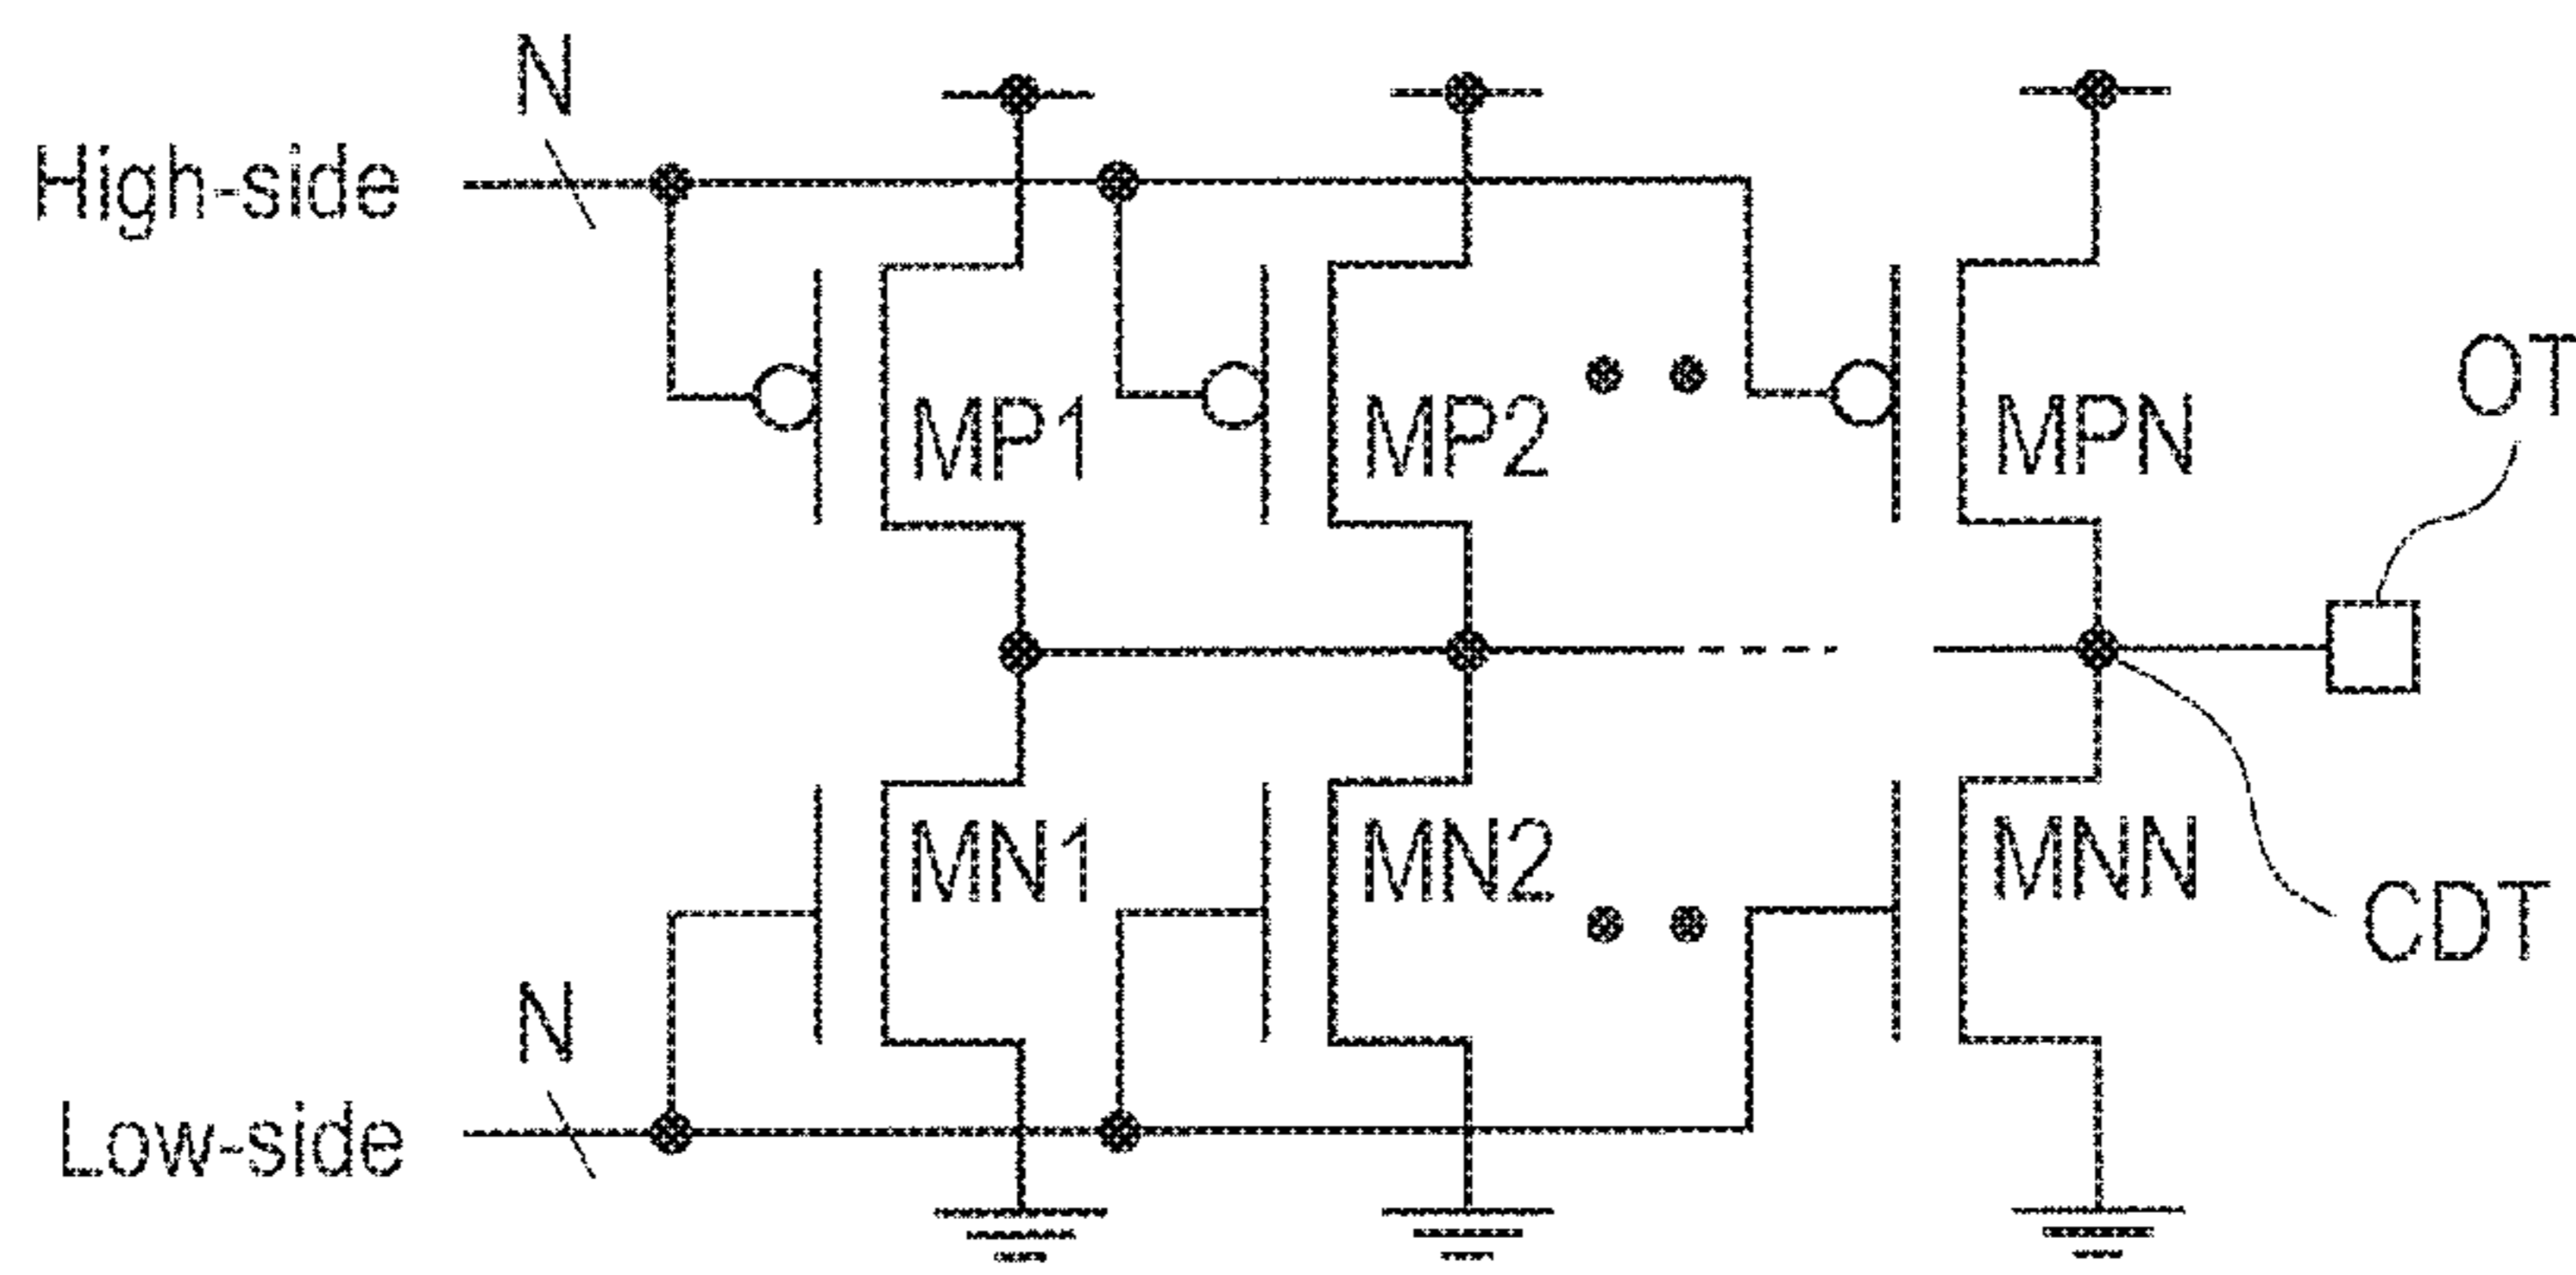 N
High-side
OT
MP1 MP2 MPN
MN1 MN2 MNN
CDT
N
Low-side